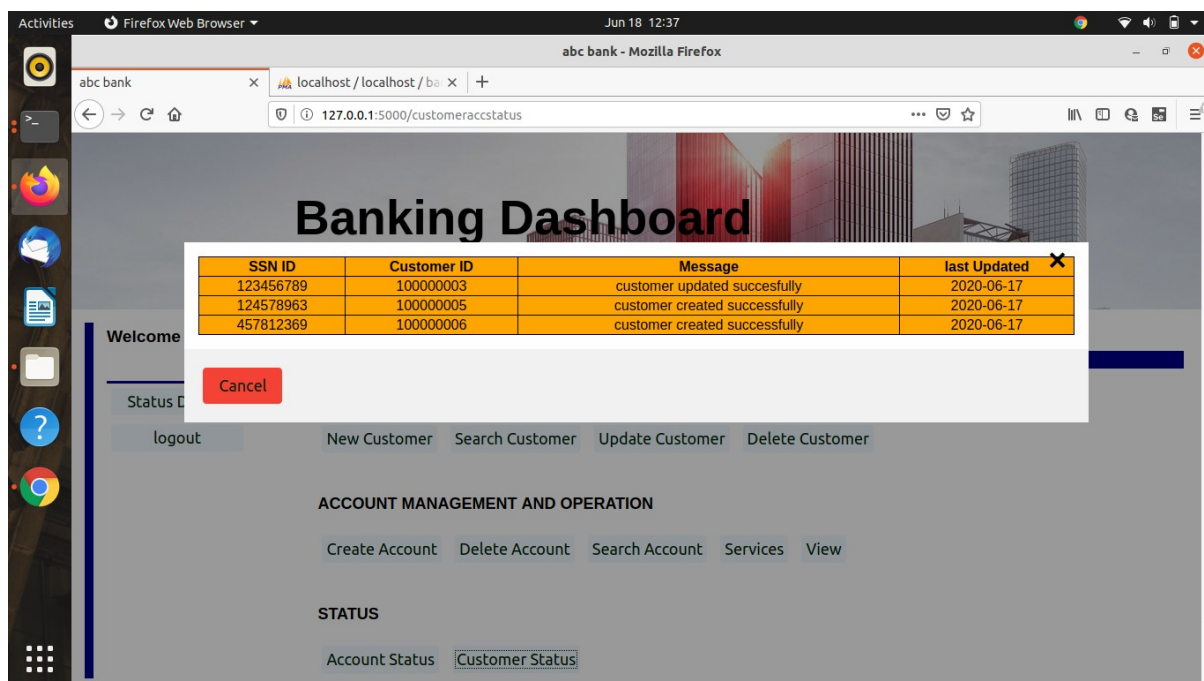 Activities Firefox Web Browser Jun 18 12:37
abc bank - Mozilla Firefox
abc bank localhost / localhost / ba
127.0.0.1:5000/customeraccstatus
Banking Dashboard
SSN ID Customer ID Message last Updated
123456789 100000003 customer updated succesfully 2020-06-17
124578963 100000005 customer created successfully 2020-06-17
457812369 100000006 customer created successfully 2020-06-17
Welcome
Cancel
Status D
logout New Customer Search Customer Update Customer Delete Customer
ACCOUNT MANAGEMENT AND OPERATION
Create Account Delete Account Search Account Services View
STATUS
Account Status Customer Status